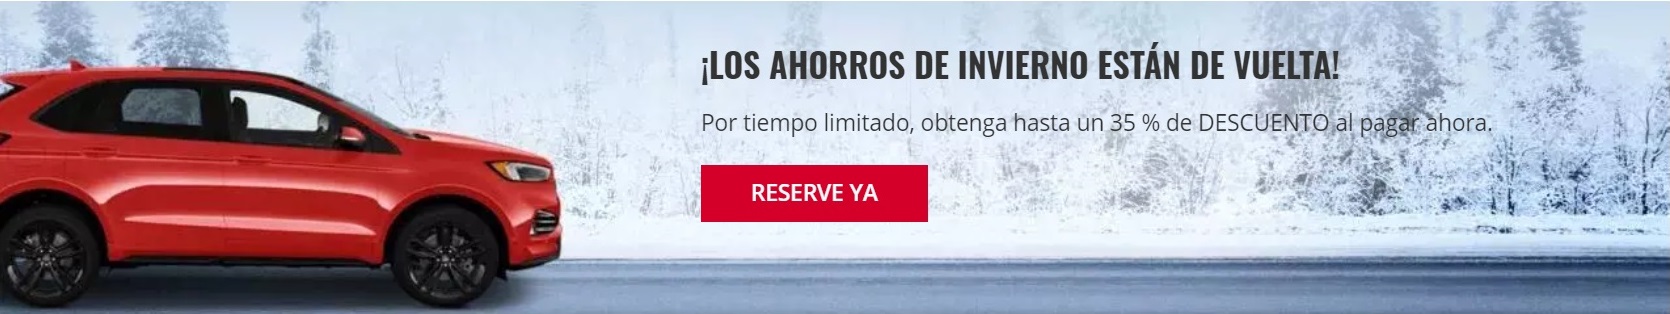 ¡LOS AHORROS DE INVIERNO ESTÁN DE VUELTA!
Por tiempo limitado, obtenga hasta un 35 % de DESCUENTO al pagar ahora.
RESERVE YA